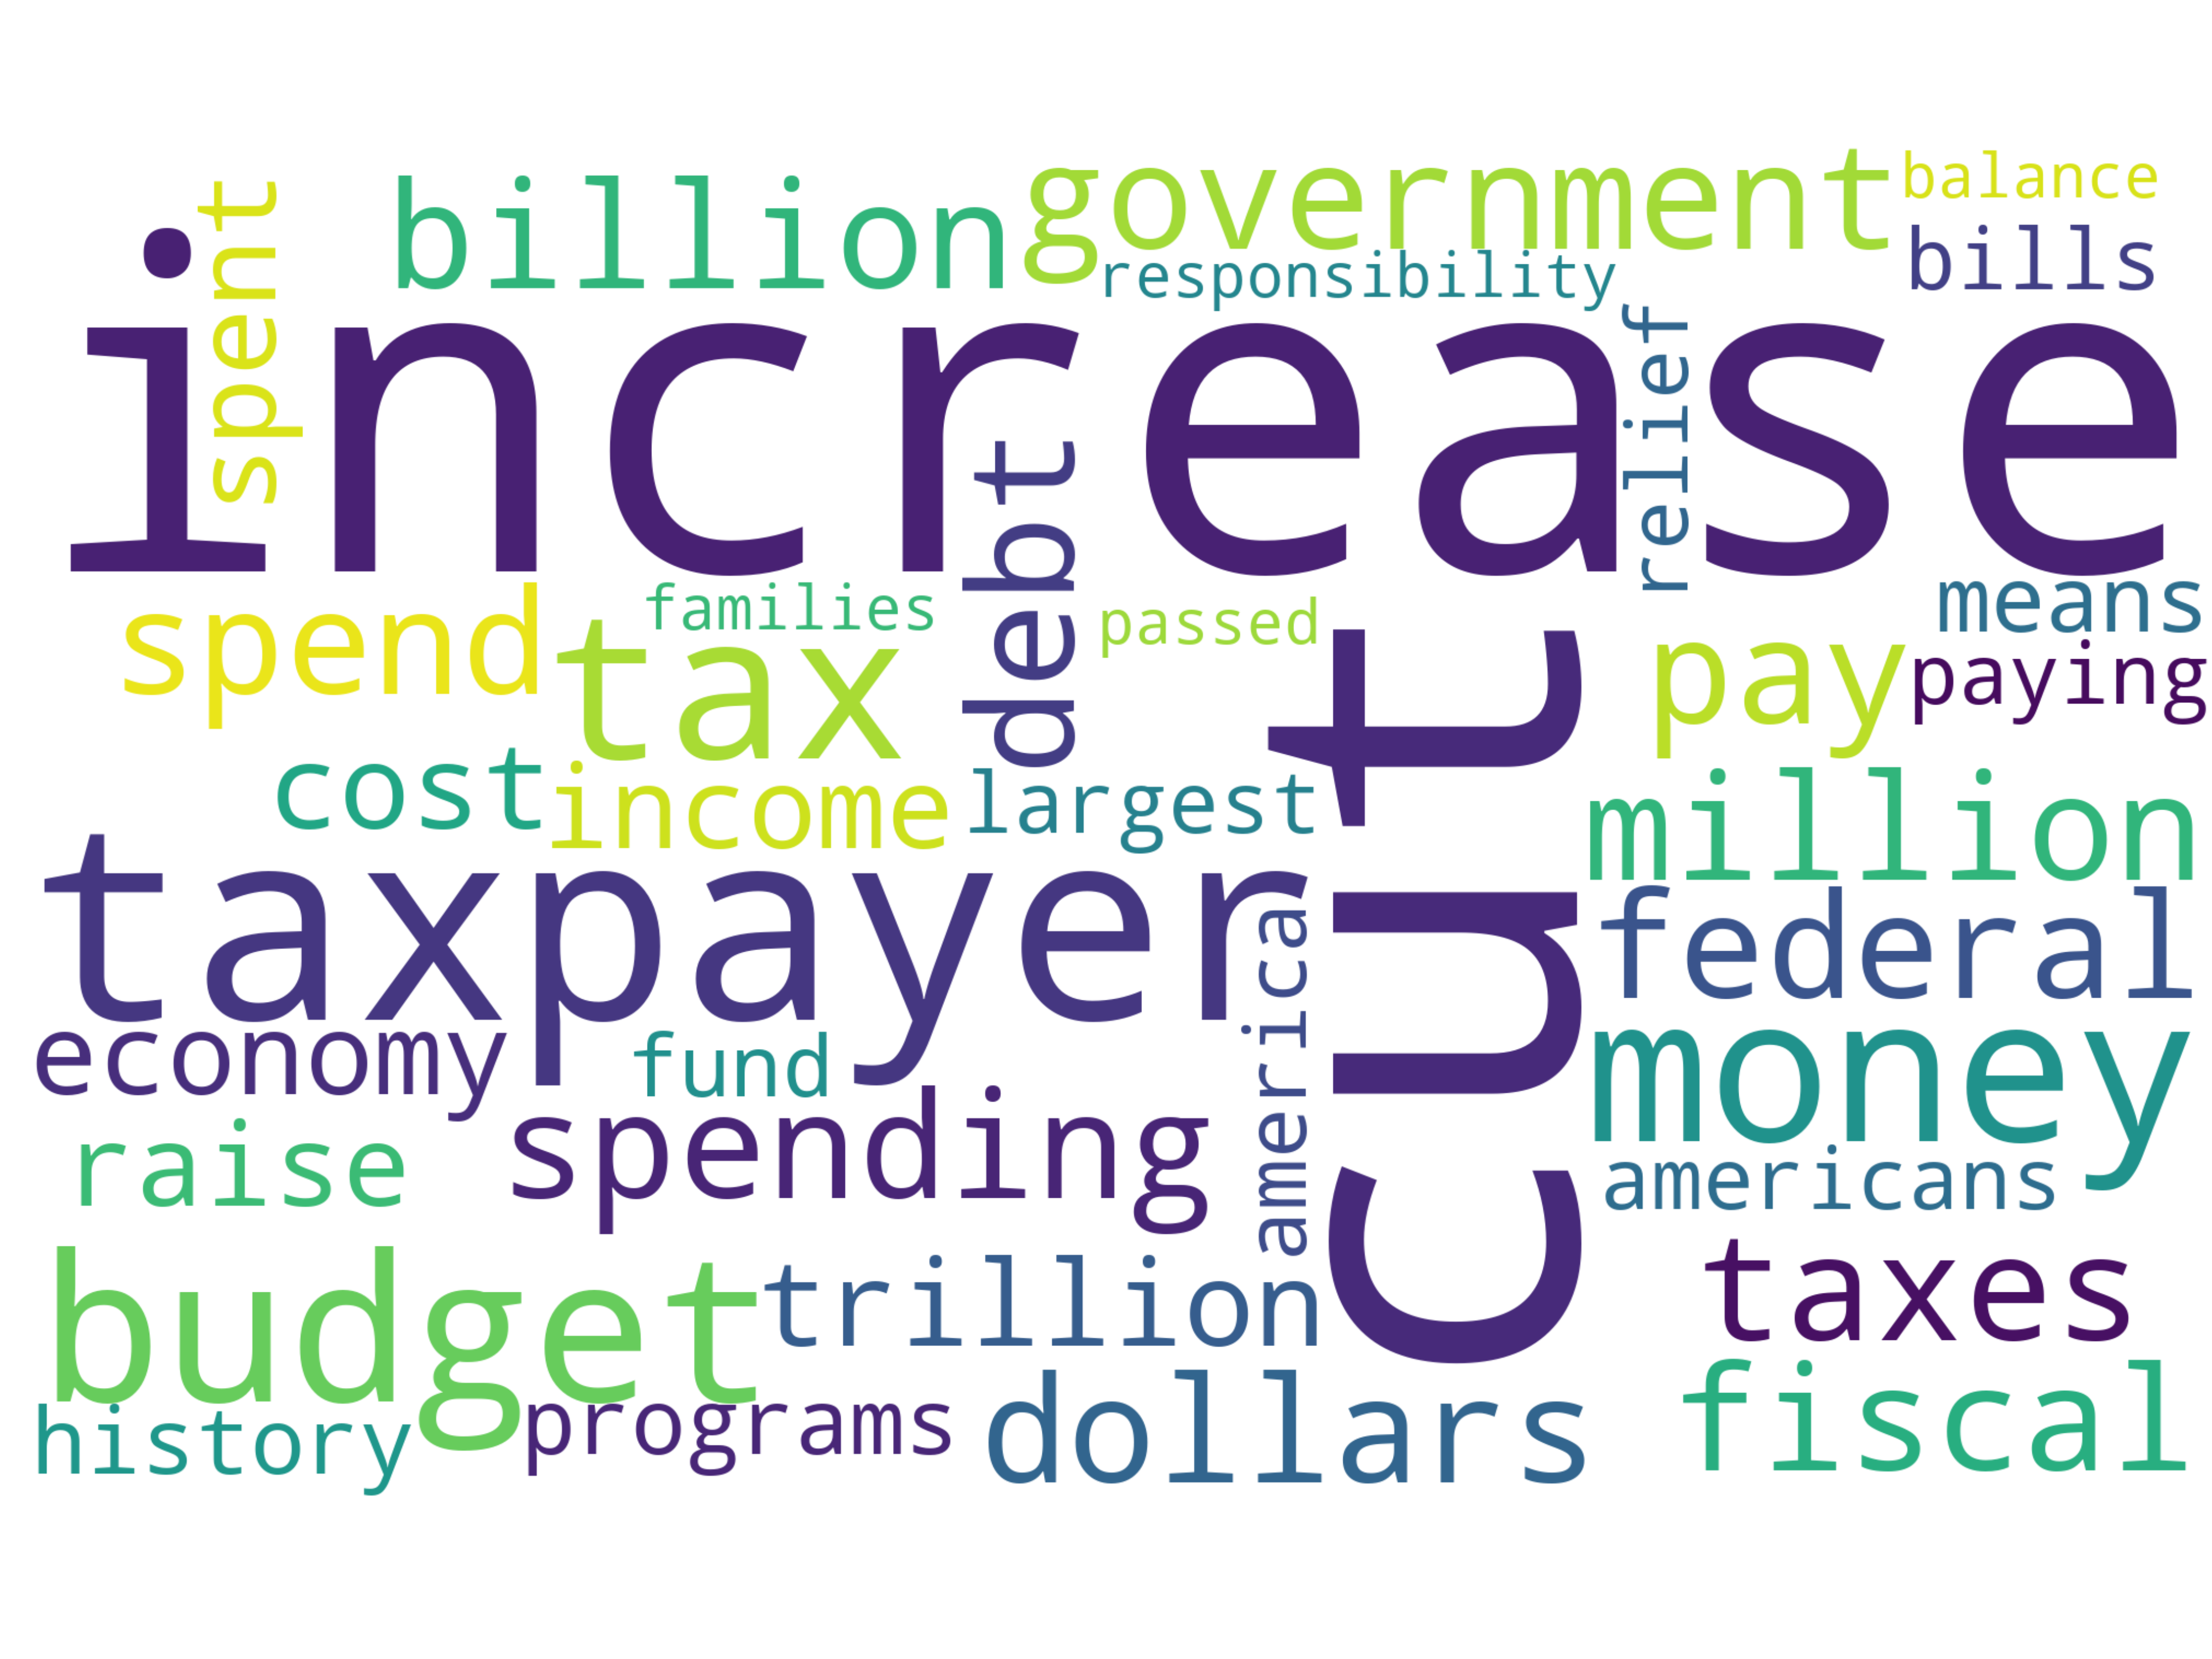 spent
billion
government
balance
responsibility
bills
increase
relief
debt
families
passed
means
spend
tax
pay
paying
cost
income
largest
cut
million
taxpayer
federal
america
economy
fund
money
raise
spending
americans
budget
trillion
taxes
history
programs
dollars
fiscal